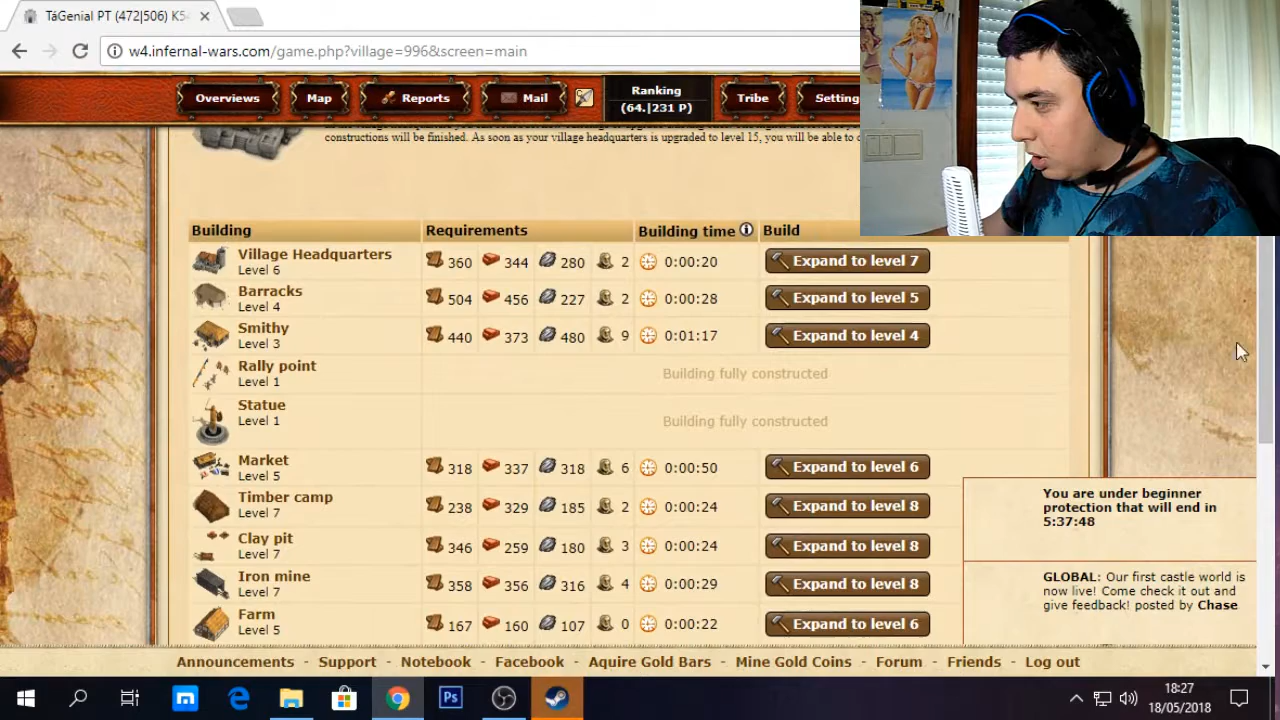 TáGenial PT (472|506) K54
w4.infernal-wars.com/game.php?village=996&screen=main
Overviews
Map
Reports
Mail
Ranking
(64.|231 P)
Tribe
constructions will be finished. As soon as your village headquarters is upgraded to level 15, you will be able to
Building Requirements Building time Build
Village Headquarters
Level 6
360 344 280 2 0:00:20 Expand to level 7
Barracks
Level 4
504 456 227 2 0:00:28 Expand to level 5
Smithy
Level 3
440 373 480 9 0:01:17 Expand to level 4
Rally point
Level 1
Building fully constructed
Statue
Level 1
Building fully constructed
Market
Level 5
318 337 318 6 0:00:50 Expand to level 6
Timber camp
Level 7
238 329 185 2 0:00:24 Expand to level 8
Clay pit
Level 7
346 259 180 3 0:00:24 Expand to level 8
Iron mine
Level 7
358 356 316 4 0:00:29 Expand to level 8
Farm
Level 5
167 160 107 0 0:00:22 Expand to level 6
You are under beginner
protection that will end in
5:37:48
GLOBAL: Our first castle world is
now live! Come check it out and
give feedback! posted by Chase
Announcements - Support - Notebook - Facebook - Aquire Gold Bars - Mine Gold Coins - Forum - Friends - Log out
Ps
18:27
18/05/2018